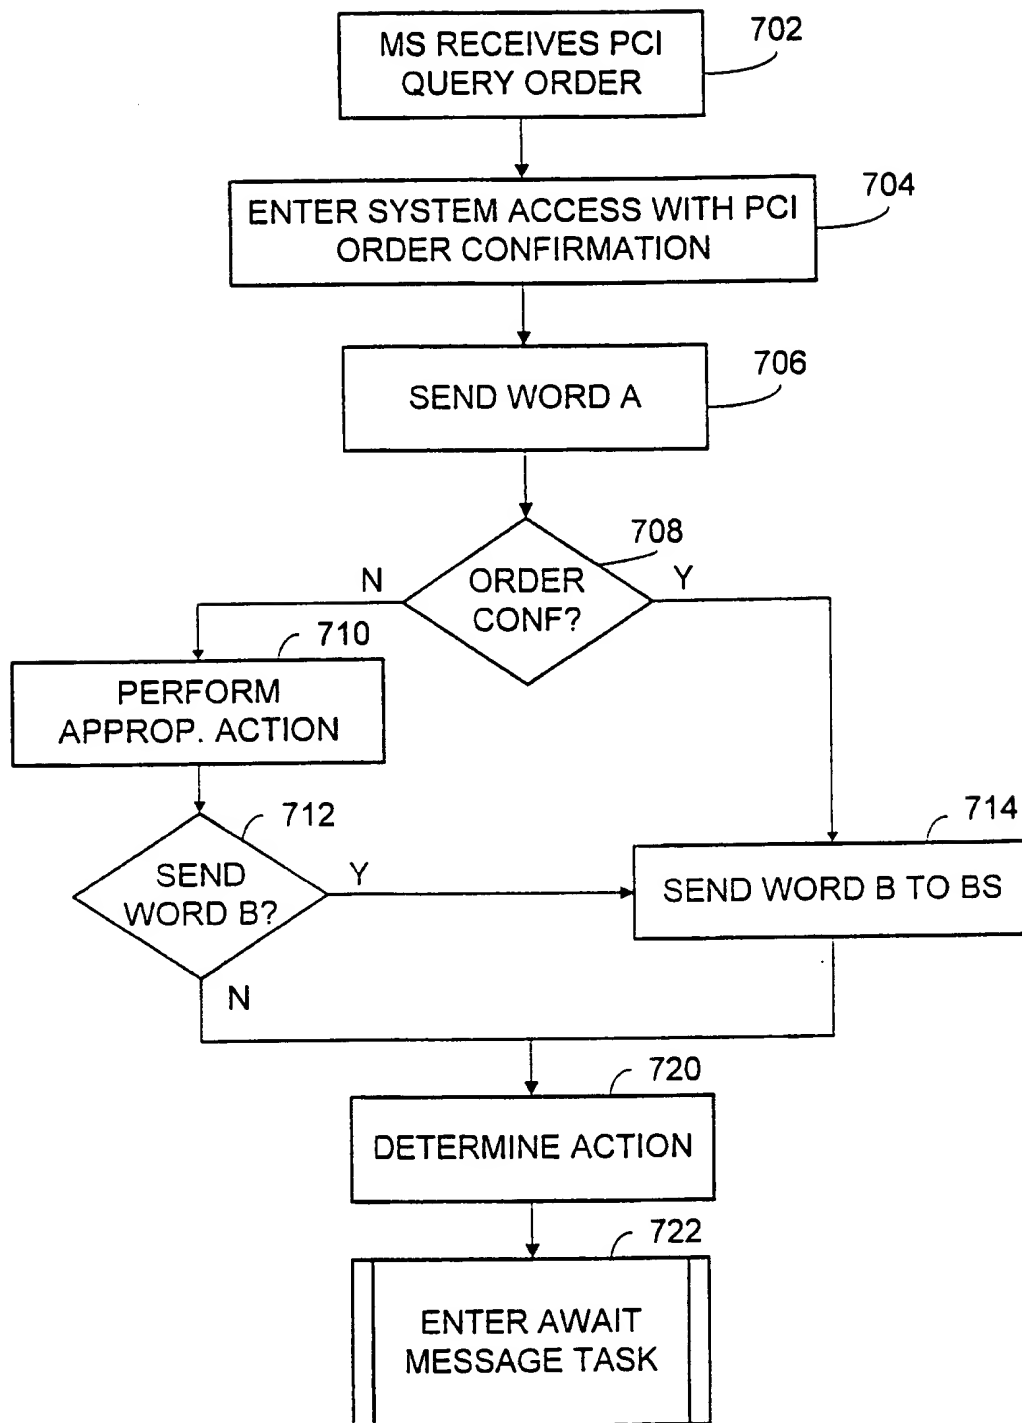 MS RECEIVES PCI
QUERY ORDER
702
ENTER SYSTEM ACCESS WITH PCI
ORDER CONFIRMATION
704
SEND WORD A
706
ORDER
CONF?
708
N
Y
710
PERFORM
APPROP. ACTION
712
SEND
WORD B?
Y
N
714
SEND WORD B TO BS
720
DETERMINE ACTION
722
ENTER AWAIT
MESSAGE TASK